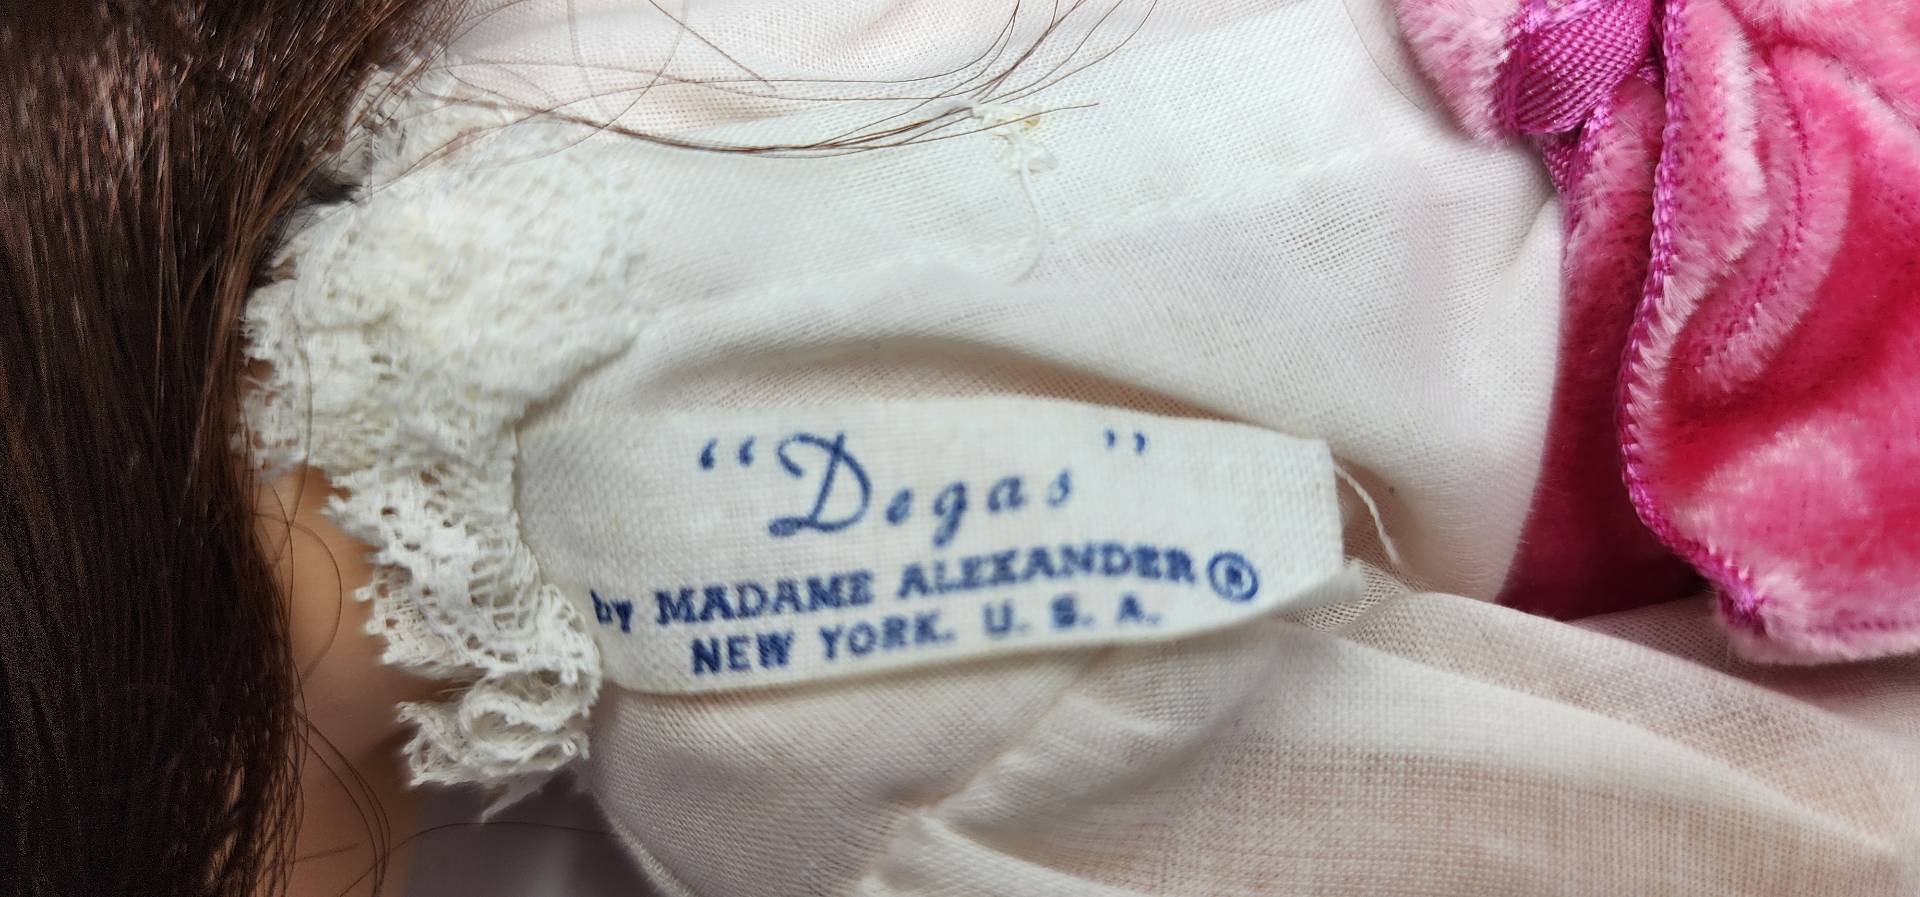 “Degas”
by MADAME ALEXANDER®
NEW YORK. U. S. A.